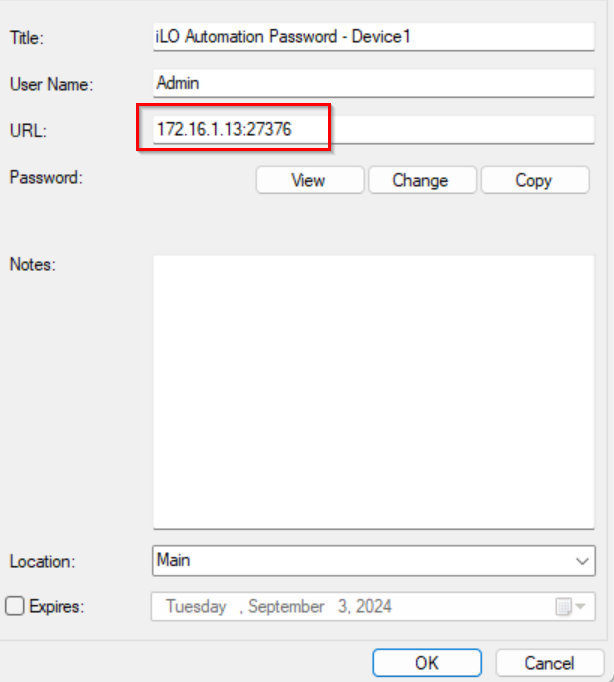 Title: iLO Automation Password - Device1
User Name: Admin
URL: 172.16.1.13:27376
Password: View Change Copy
Notes:
Location: Main
Expires: Tuesday , September 3, 2024
OK Cancel